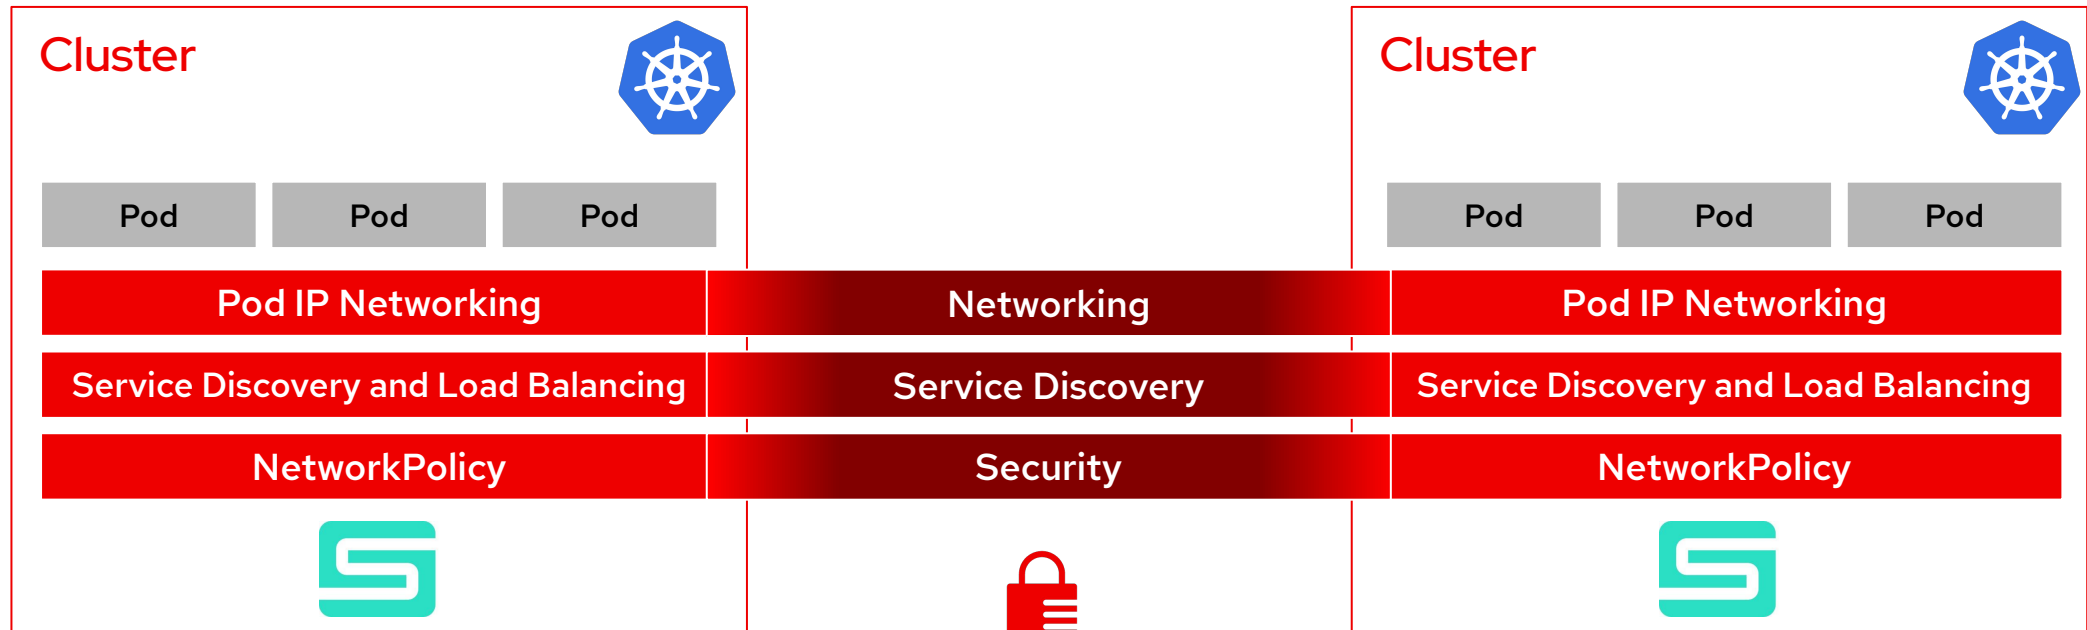 Cluster
Cluster
Pod Pod Pod
Pod Pod Pod
Pod IP Networking
Networking
Pod IP Networking
Service Discovery and Load Balancing
Service Discovery
Service Discovery and Load Balancing
NetworkPolicy
Security
NetworkPolicy